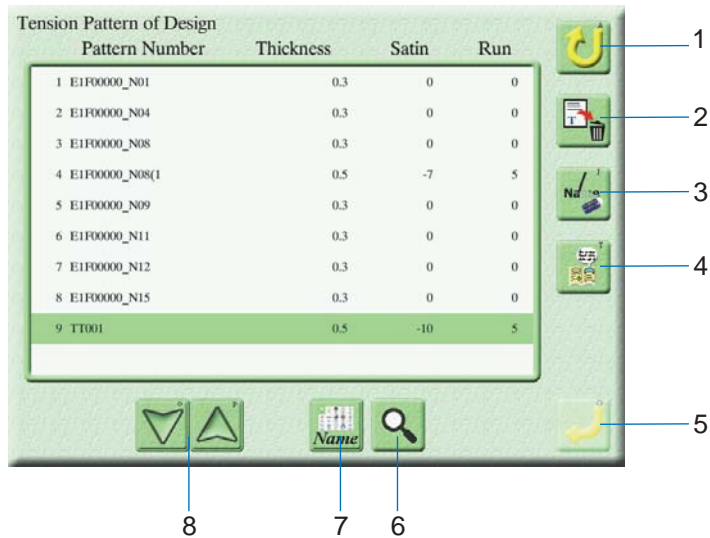 Tension Pattern of Design
Pattern Number Thickness Satin Run
1 E1F00000_N01 0.3 0 0
2 E1F00000_N04 0.3 0 0
3 E1F00000_N08 0.3 0 0
4 E1F00000_N08(1 0.5 -7 5
5 E1F00000_N09 0.3 0 0
6 E1F00000_N11 0.3 0 0
7 E1F00000_N12 0.3 0 0
8 E1F00000_N15 0.3 0 0
9 TT001 0.5 -10 5
A
1
T
2
I
Na
3
T
4
O P
Name
5
8 7 6